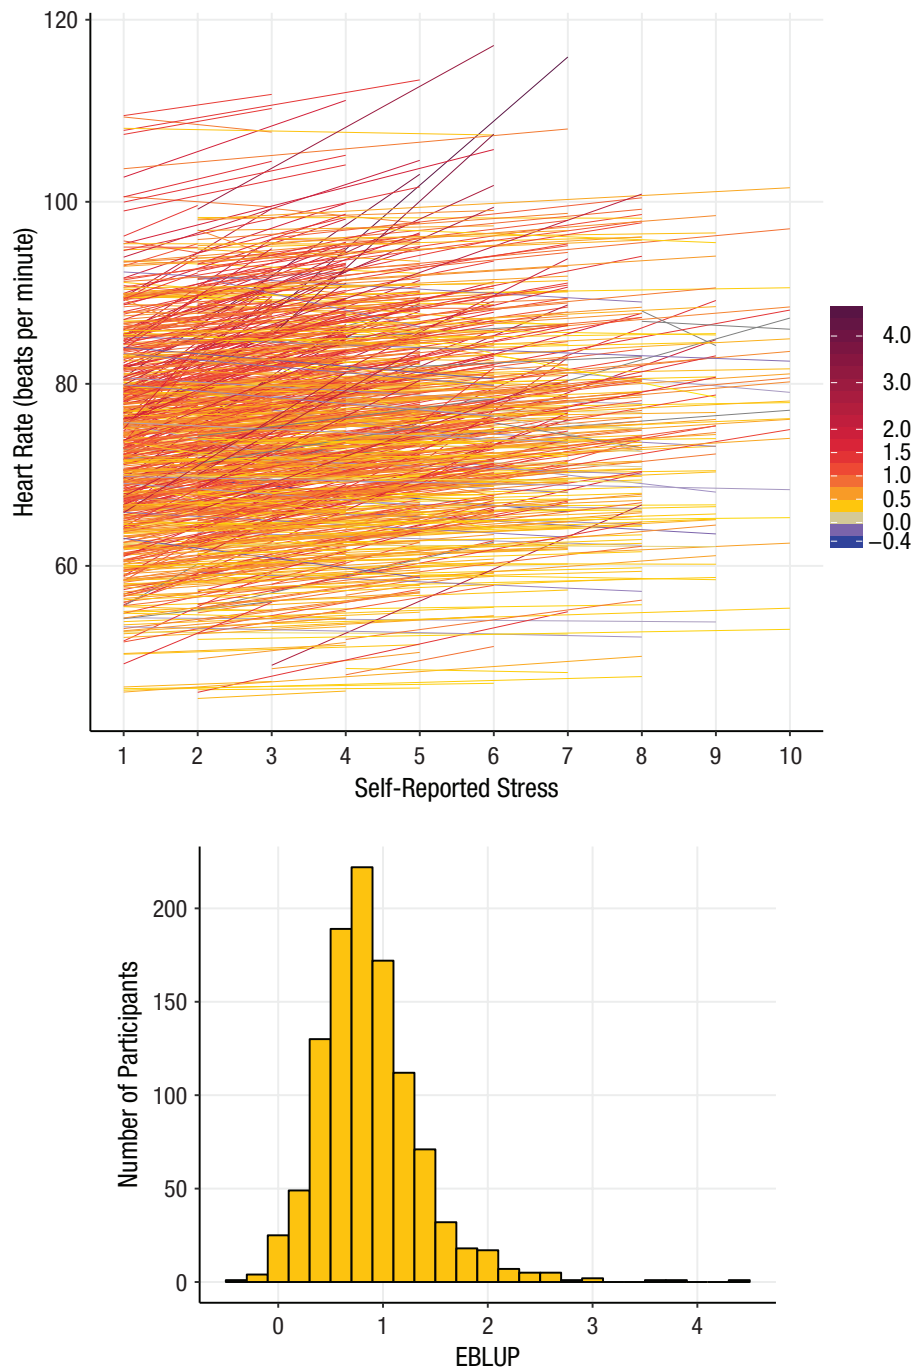 120
100
80
60
Heart Rate (beats per minute)
1 2 3 4 5 6 7 8 9 10
Self-Reported Stress
4.0
3.0
2.0
1.5
1.0
0.5
0.0
−0.4
200
150
100
50
0
Number of Participants
0 1 2 3 4
EBLUP